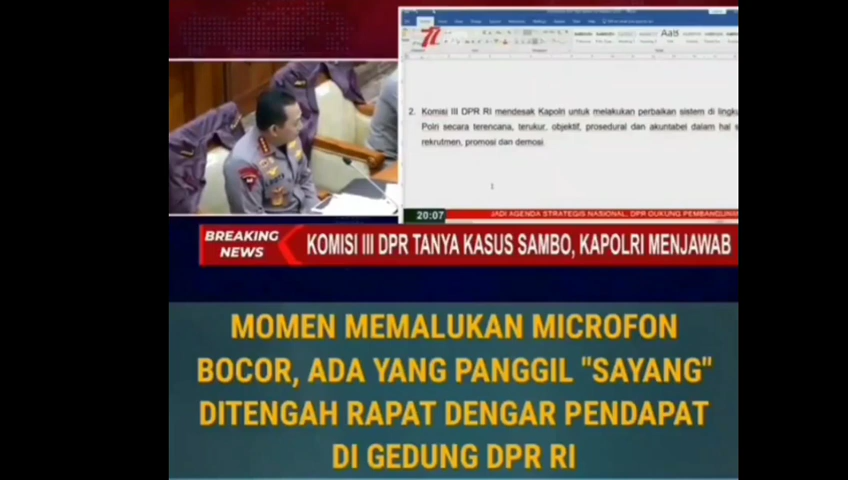 AaB
2. Komisi III DPR RI mendesak Kapolri untuk melakukan perbaikan sistem di lingku
Polri secara terencana, terukur, objektif, prosedural dan akuntabel dalam hal s
rekrutmen, promosi dan demosi
20:07
JADI AGENDA STRATEGIS NASIONAL, DPR DUKUNG PEMBANGUNAN
BREAKING
NEWS
KOMISI III DPR TANYA KASUS SAMBO, KAPOLRI MENJAWAB
MOMEN MEMALUKAN MICROFON
BOCOR, ADA YANG PANGGIL "SAYANG"
DITENGAH RAPAT DENGAR PENDAPAT
DI GEDUNG DPR RI